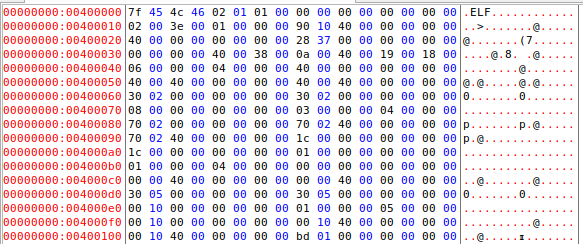 00000000:00400000 7f 45 4c 46 02 01 01 00 00 00 00 00 00 00 00 00 .ELF............
00000000:00400010 02 00 3e 00 01 00 00 00 90 10 40 00 00 00 00 00 ..>.......@.....
00000000:00400020 40 00 00 00 00 00 00 00 28 37 00 00 00 00 00 00 @.......(7......
00000000:00400030 00 00 00 00 40 00 38 00 0a 00 40 00 19 00 18 00 ....@.8...@.....
00000000:00400040 06 00 00 00 04 00 00 00 40 00 00 00 00 00 00 00 ........@.......
00000000:00400050 40 00 40 00 00 00 00 00 40 00 40 00 00 00 00 00 @.@.....@.@.....
00000000:00400060 30 02 00 00 00 00 00 00 30 02 00 00 00 00 00 00 0.......0.......
00000000:00400070 08 00 00 00 00 00 00 00 03 00 00 00 04 00 00 00 ................
00000000:00400080 70 02 00 00 00 00 00 00 70 02 40 00 00 00 00 00 p.......p.@.....
00000000:00400090 70 02 40 00 00 00 00 00 1c 00 00 00 00 00 00 00 p.@.............
00000000:004000a0 1c 00 00 00 00 00 00 00 01 00 00 00 00 00 00 00 ................
00000000:004000b0 01 00 00 00 04 00 00 00 00 00 00 00 00 00 00 00 ................
00000000:004000c0 00 00 40 00 00 00 00 00 00 00 40 00 00 00 00 00 ..@.......@.....
00000000:004000d0 30 05 00 00 00 00 00 00 30 05 00 00 00 00 00 00 0.......0.......
00000000:004000e0 00 10 00 00 00 00 00 00 01 00 00 00 05 00 00 00 ................
00000000:004000f0 00 10 00 00 00 00 00 00 00 10 40 00 00 00 00 00 ..........@.....
00000000:00400100 00 10 40 00 00 00 00 00 bd 01 00 00 00 00 00 00 ..@.....